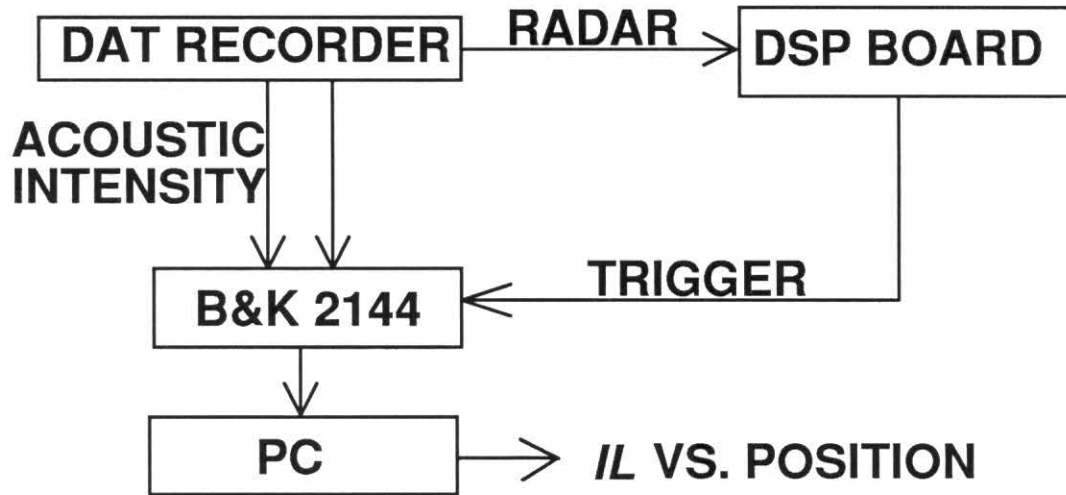 DAT RECORDER
RADAR
DSP BOARD
ACOUSTIC
INTENSITY
TRIGGER
B&K 2144
PC
IL VS. POSITION